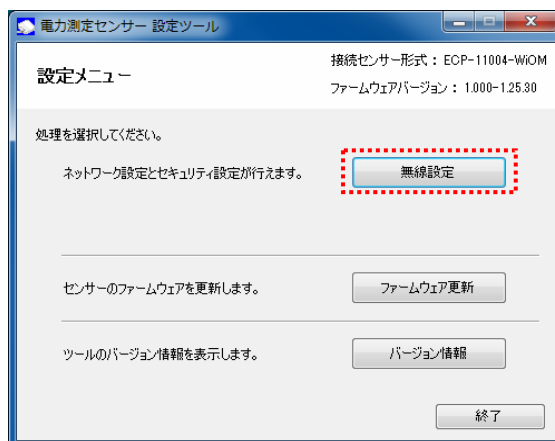 電力測定センサー 設定ツール
設定メニュー
接続センサー形式： ECP-11004-WiOM
ファームウェアバージョン： 1.000-1.25.30
処理を選択してください。
ネットワーク設定とセキュリティ設定が行えます。
無線設定
センサーのファームウェアを更新します。
ファームウェア更新
ツールのバージョン情報を表示します。
バージョン情報
終了